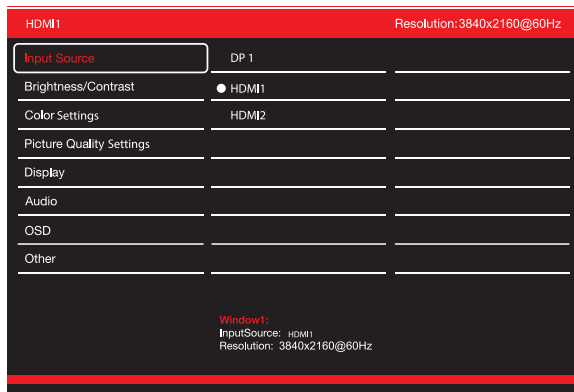 HDMI1 Resolution:3840x2160@60Hz
Input Source DP 1
Brightness/Contrast HDMI1
Color Settings HDMI2
Picture Quality Settings
Display
Audio
OSD
Other
Window1:
InputSource: HDMI1
Resolution: 3840x2160@60Hz